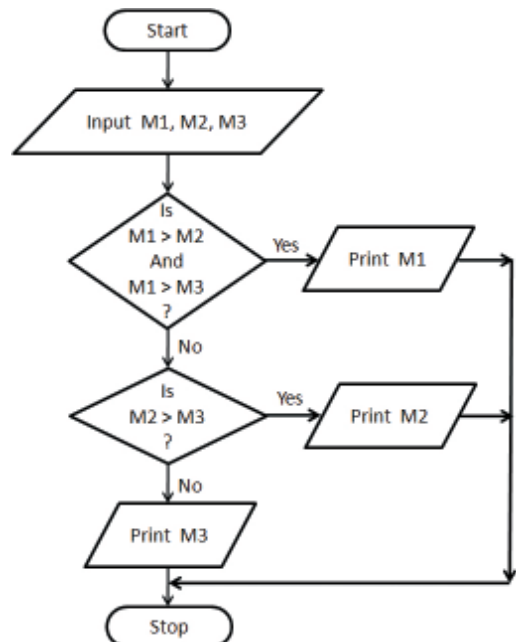 Start
Input M1, M2, M3
Is
M1 > M2
And
M1 > M3
?
Yes
Print M1
No
Is
M2 > M3
?
Yes
Print M2
No
Print M3
Stop